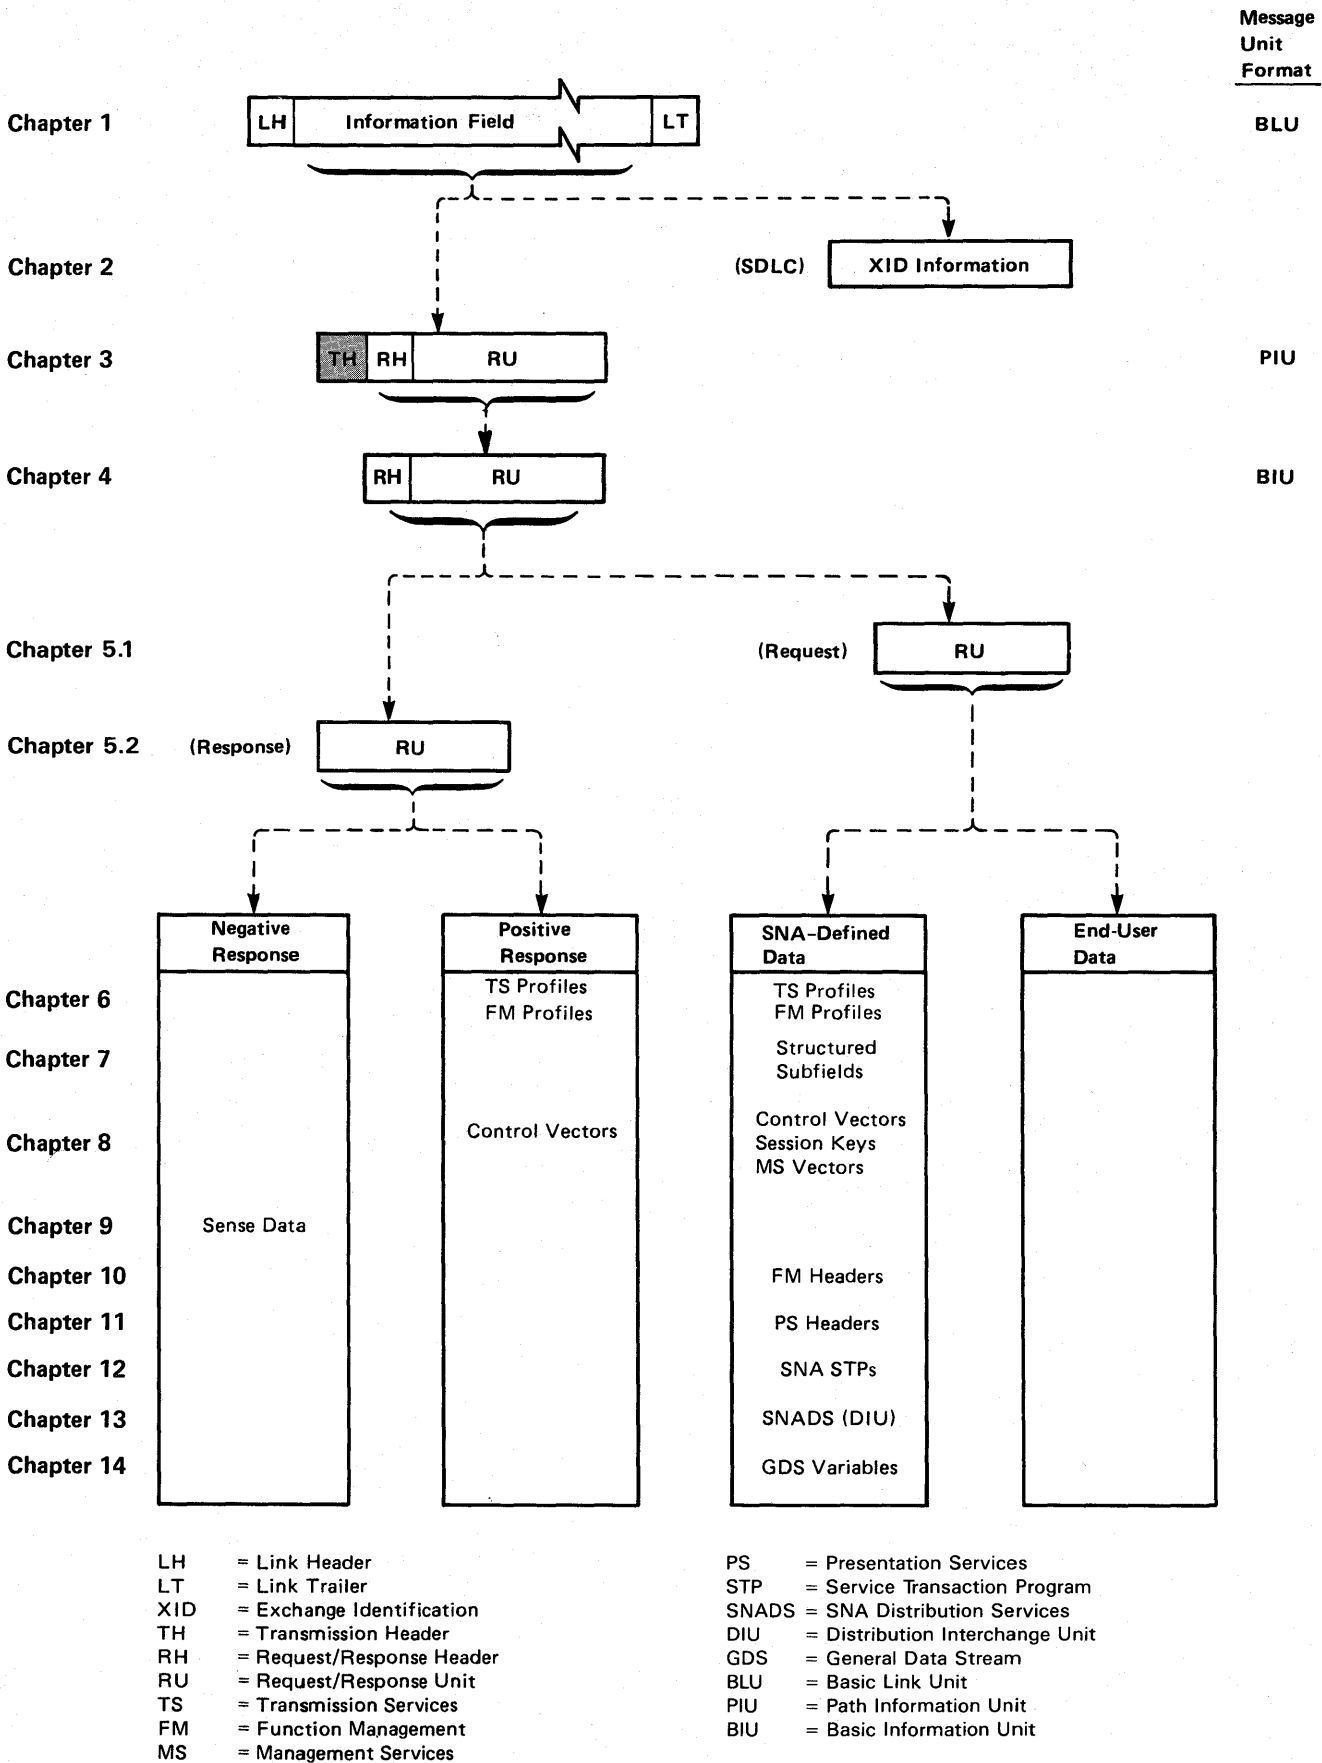 Message
Unit
Format
Chapter 1
LH Information Field LT
BLU
Chapter 2
(SDLC) XID Information
Chapter 3
TH RH RU
PIU
Chapter 4
RH RU
BIU
Chapter 5.1
(Request) RU
Chapter 5.2
(Response) RU
Negative
Response
Positive
Response
SNA-Defined
Data
End-User
Data
Chapter 6
TS Profiles
FM Profiles
TS Profiles
FM Profiles
Chapter 7
Structured
Subfields
Chapter 8
Control Vectors
Control Vectors
Session Keys
MS Vectors
Chapter 9
Sense Data
Chapter 10
FM Headers
Chapter 11
PS Headers
Chapter 12
SNA STPs
Chapter 13
SNADS (DIU)
Chapter 14
GDS Variables
LH = Link Header
LT = Link Trailer
XID = Exchange Identification
TH = Transmission Header
RH = Request/Response Header
RU = Request/Response Unit
TS = Transmission Services
FM = Function Management
MS = Management Services
PS = Presentation Services
STP = Service Transaction Program
SNADS = SNA Distribution Services
DIU = Distribution Interchange Unit
GDS = General Data Stream
BLU = Basic Link Unit
PIU = Path Information Unit
BIU = Basic Information Unit